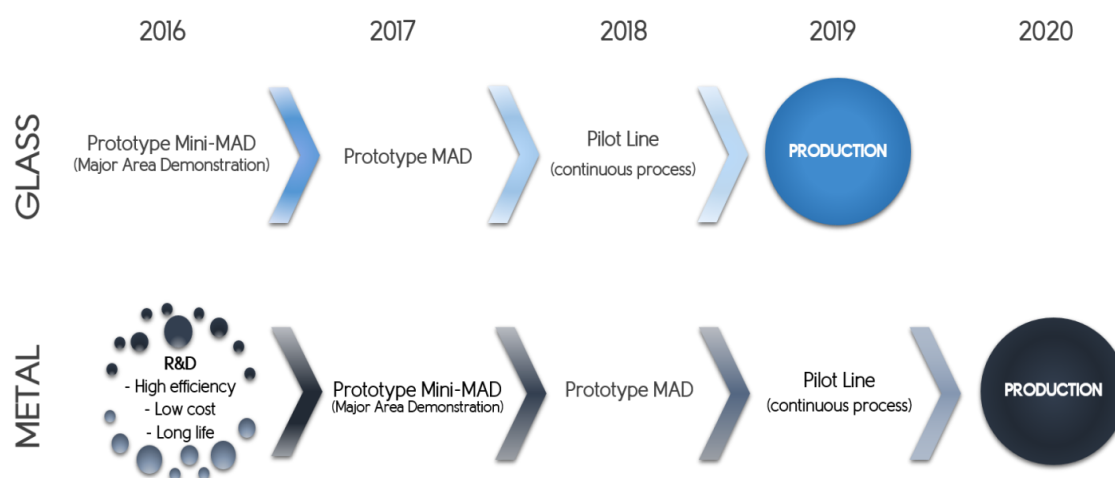 2016
2017
2018
2019
2020
GLASS
Prototype Mini-MAD
(Major Area Demonstration)
Prototype MAD
Pilot Line
(continuous process)
PRODUCTION
METAL
R&D
- High efficiency
- Low cost
- Long life
Prototype Mini-MAD
(Major Area Demonstration)
Prototype MAD
Pilot Line
(continuous process)
PRODUCTION